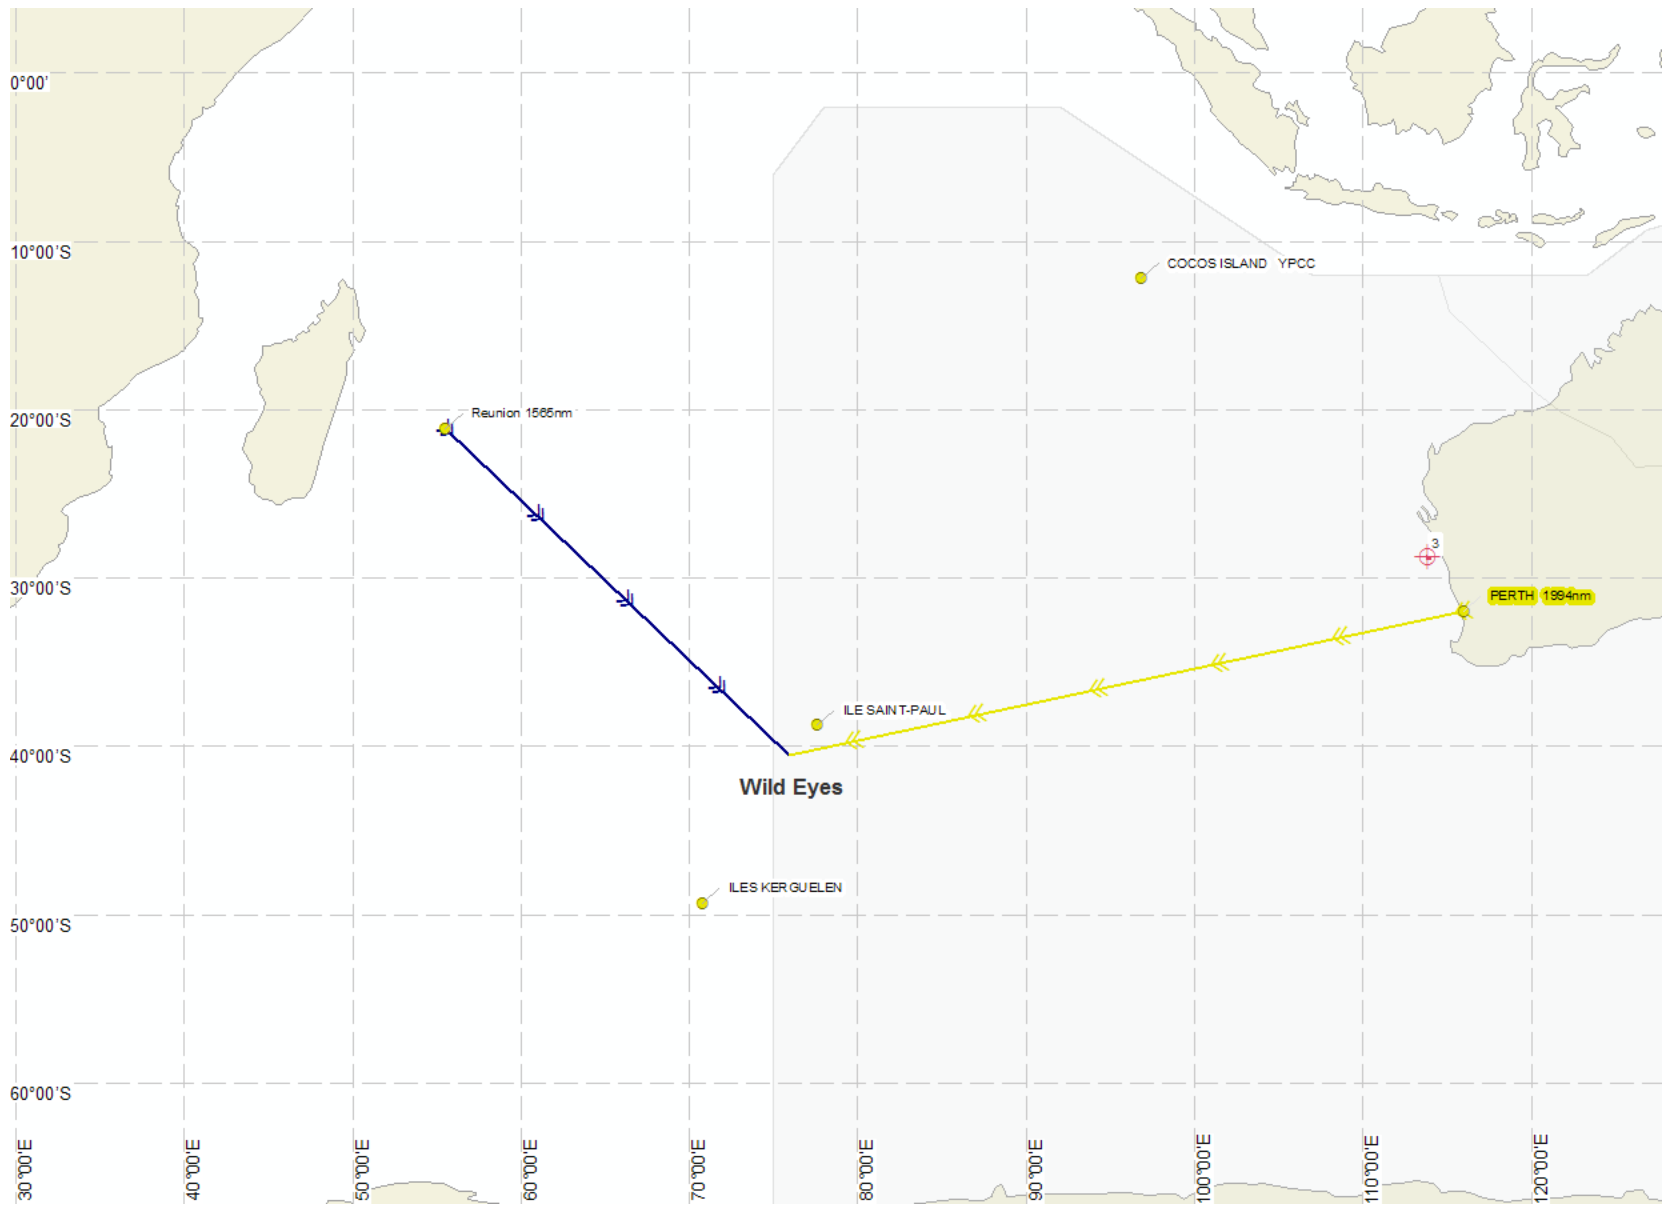 0°00'
10°00'S
COCOS ISLAND YPCC
Reunion 1565nm
20°00'S
3
30°00'S
PERTH 1994nm
ILE SAINT-PAUL
40°00'S
Wild Eyes
ILES KERGUELEN
50°00'S
60°00'S
30°00'E
40°00'E
50°00'E
60°00'E
70°00'E
80°00'E
90°00'E
100°00'E
110°00'E
120°00'E